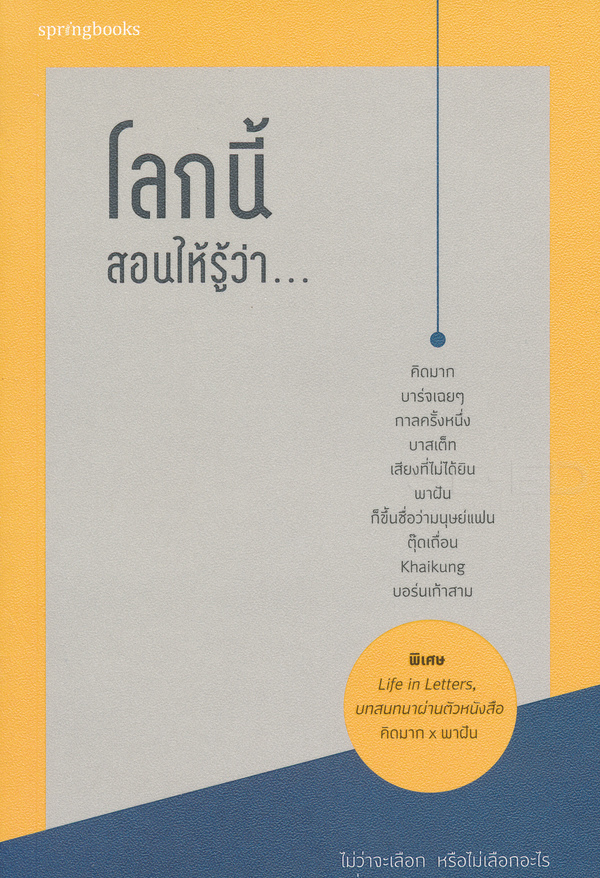 springbooks
โลกนี้
สอนให้รู้ว่า...
คิดมาก
บาร์จเฉยๆ
กาลครั้งหนึ่ง
บาสเต็ท
เสียงที่ไม่ได้ยิน
พาฝัน
ก็ขึ้นชื่อว่ามนุษย์แฟน
ตุ๊ดเถื่อน
Khaikung
บอร์นเก้าสาม
พิเศษ
Life in Letters,
บทสนทนาผ่านตัวหนังสือ
คิดมาก x พาฝัน
ไม่ว่าจะเลือก หรือไม่เลือกอะไร